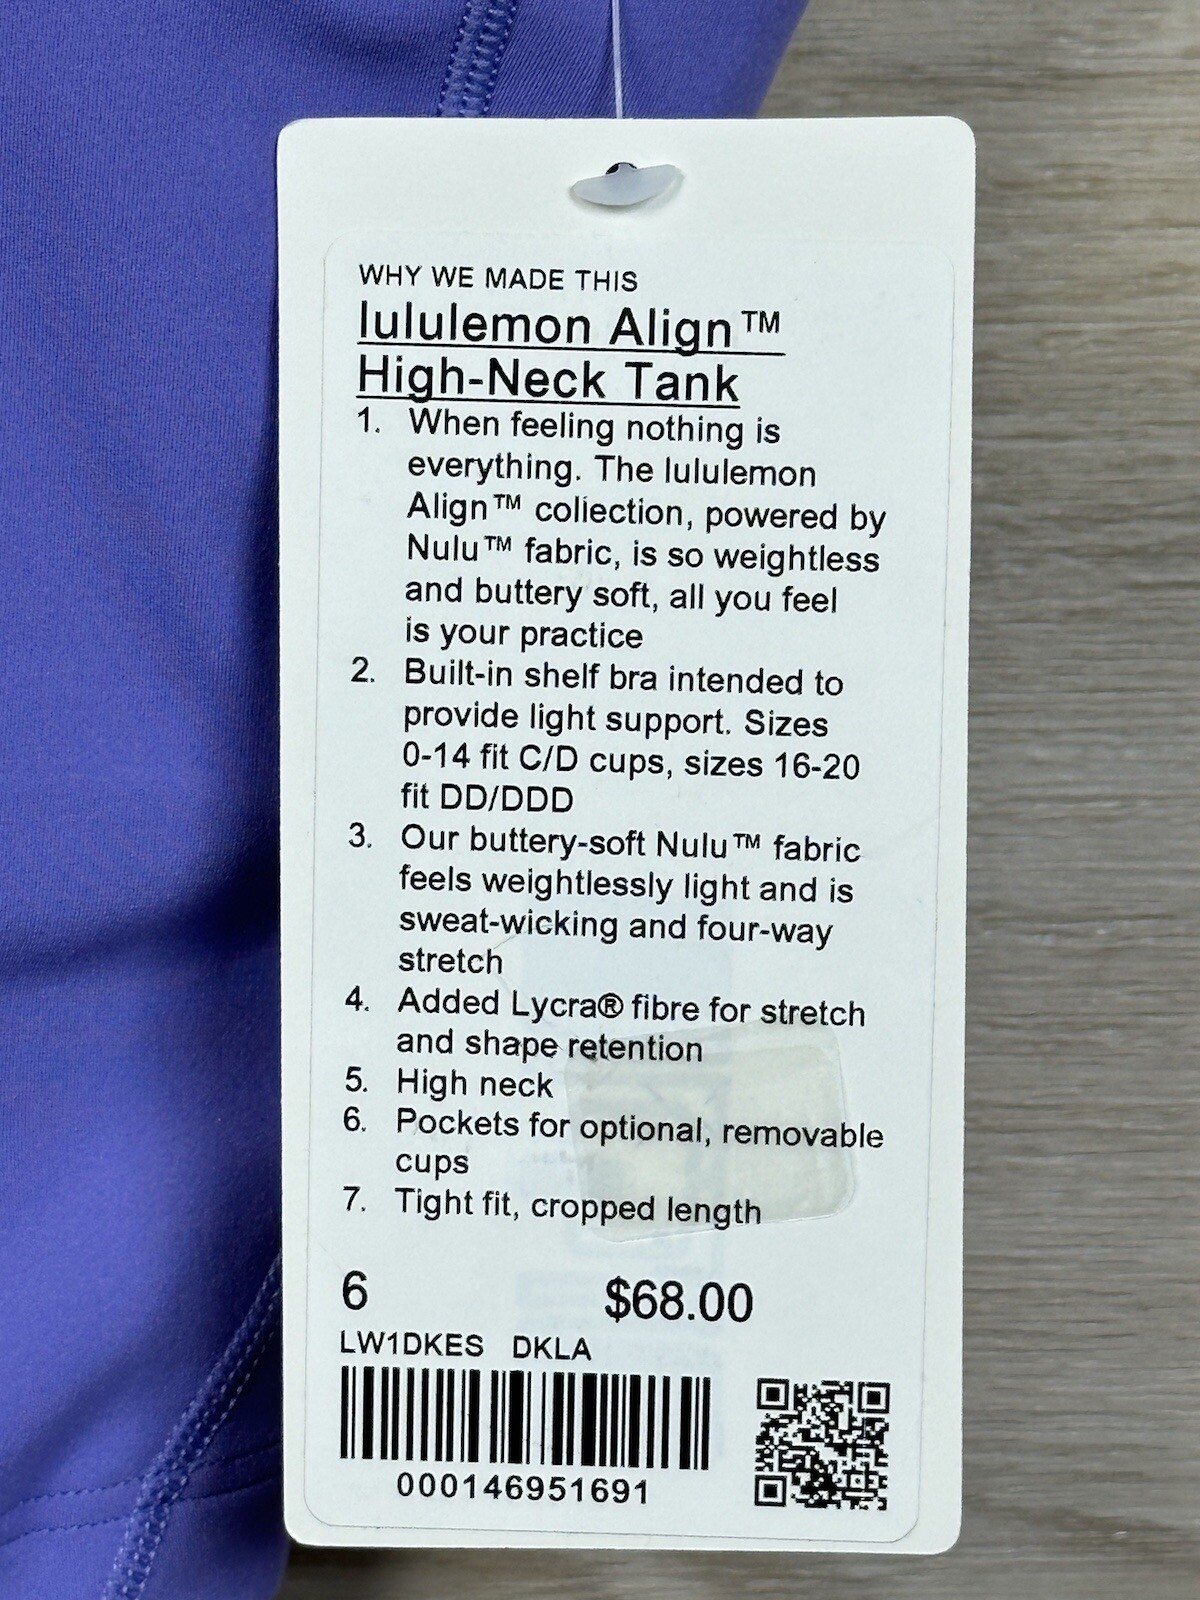 WHY WE MADE THIS
lululemon Align™
High-Neck Tank
1. When feeling nothing is
everything. The lululemon
Align™ collection, powered by
Nulu™ fabric, is so weightless
and buttery soft, all you feel
is your practice
2. Built-in shelf bra intended to
provide light support. Sizes
0-14 fit C/D cups, sizes 16-20
fit DD/DDD
3. Our buttery-soft Nulu™ fabric
feels weightlessly light and is
sweat-wicking and four-way
stretch
4. Added Lycra® fibre for stretch
and shape retention
5. High neck
6. Pockets for optional, removable
cups
7. Tight fit, cropped length
6 $68.00
LW1DKES DKLA
000146951691